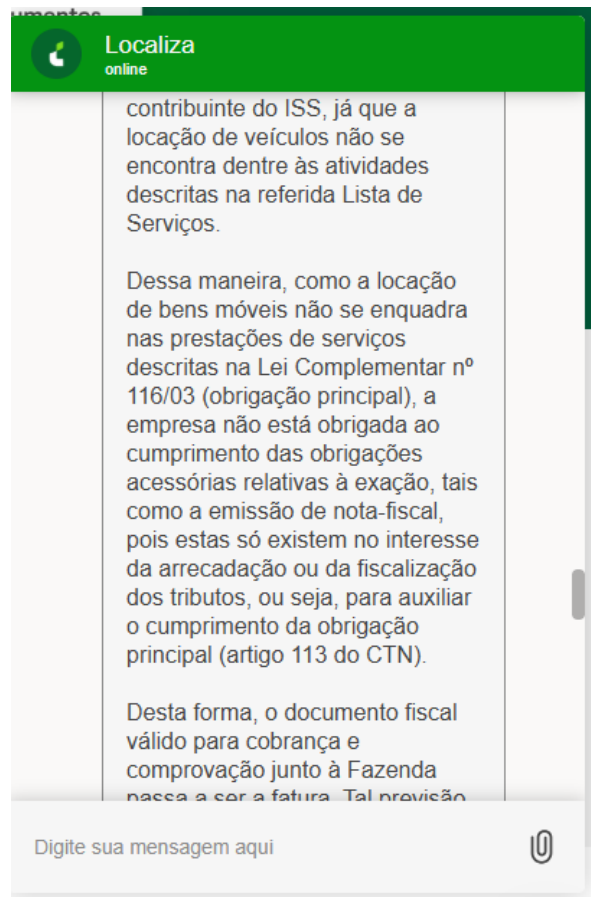 Localiza
online
contribuinte do ISS, já que a
locação de veículos não se
encontra dentre às atividades
descritas na referida Lista de
Serviços.
Dessa maneira, como a locação
de bens móveis não se enquadra
nas prestações de serviços
descritas na Lei Complementar nº
116/03 (obrigação principal), a
empresa não está obrigada ao
cumprimento das obrigações
acessórias relativas à exação, tais
como a emissão de nota-fiscal,
pois estas só existem no interesse
da arrecadação ou da fiscalização
dos tributos, ou seja, para auxiliar
o cumprimento da obrigação
principal (artigo 113 do CTN).
Desta forma, o documento fiscal
válido para cobrança e
comprovação junto à Fazenda
passa a ser a fatura. Tal previsão
Digite sua mensagem aqui